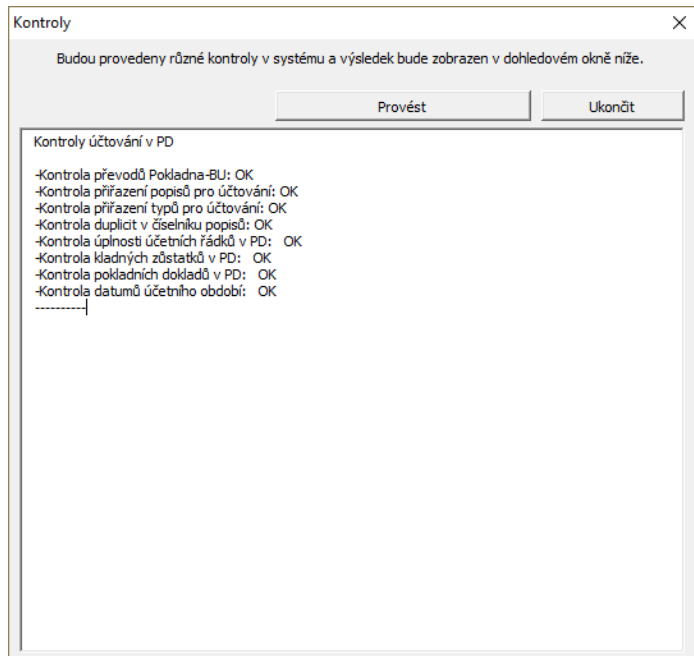 Kontroly
Budou provedeny různé kontroly v systému a výsledek bude zobrazen v dohledovém okně níže.
Provést
Ukončit
Kontroly účtování v PD
-Kontrola převodů Pokladna-BU: OK
-Kontrola přiřazení popisů pro účtování: OK
-Kontrola přiřazení typů pro účtování: OK
-Kontrola duplicit v číselníku popisů: OK
-Kontrola úplnosti účetních řádků v PD: OK
-Kontrola kladných zůstatků v PD: OK
-Kontrola pokladních dokladů v PD: OK
-Kontrola datumů účetního období: OK
----------